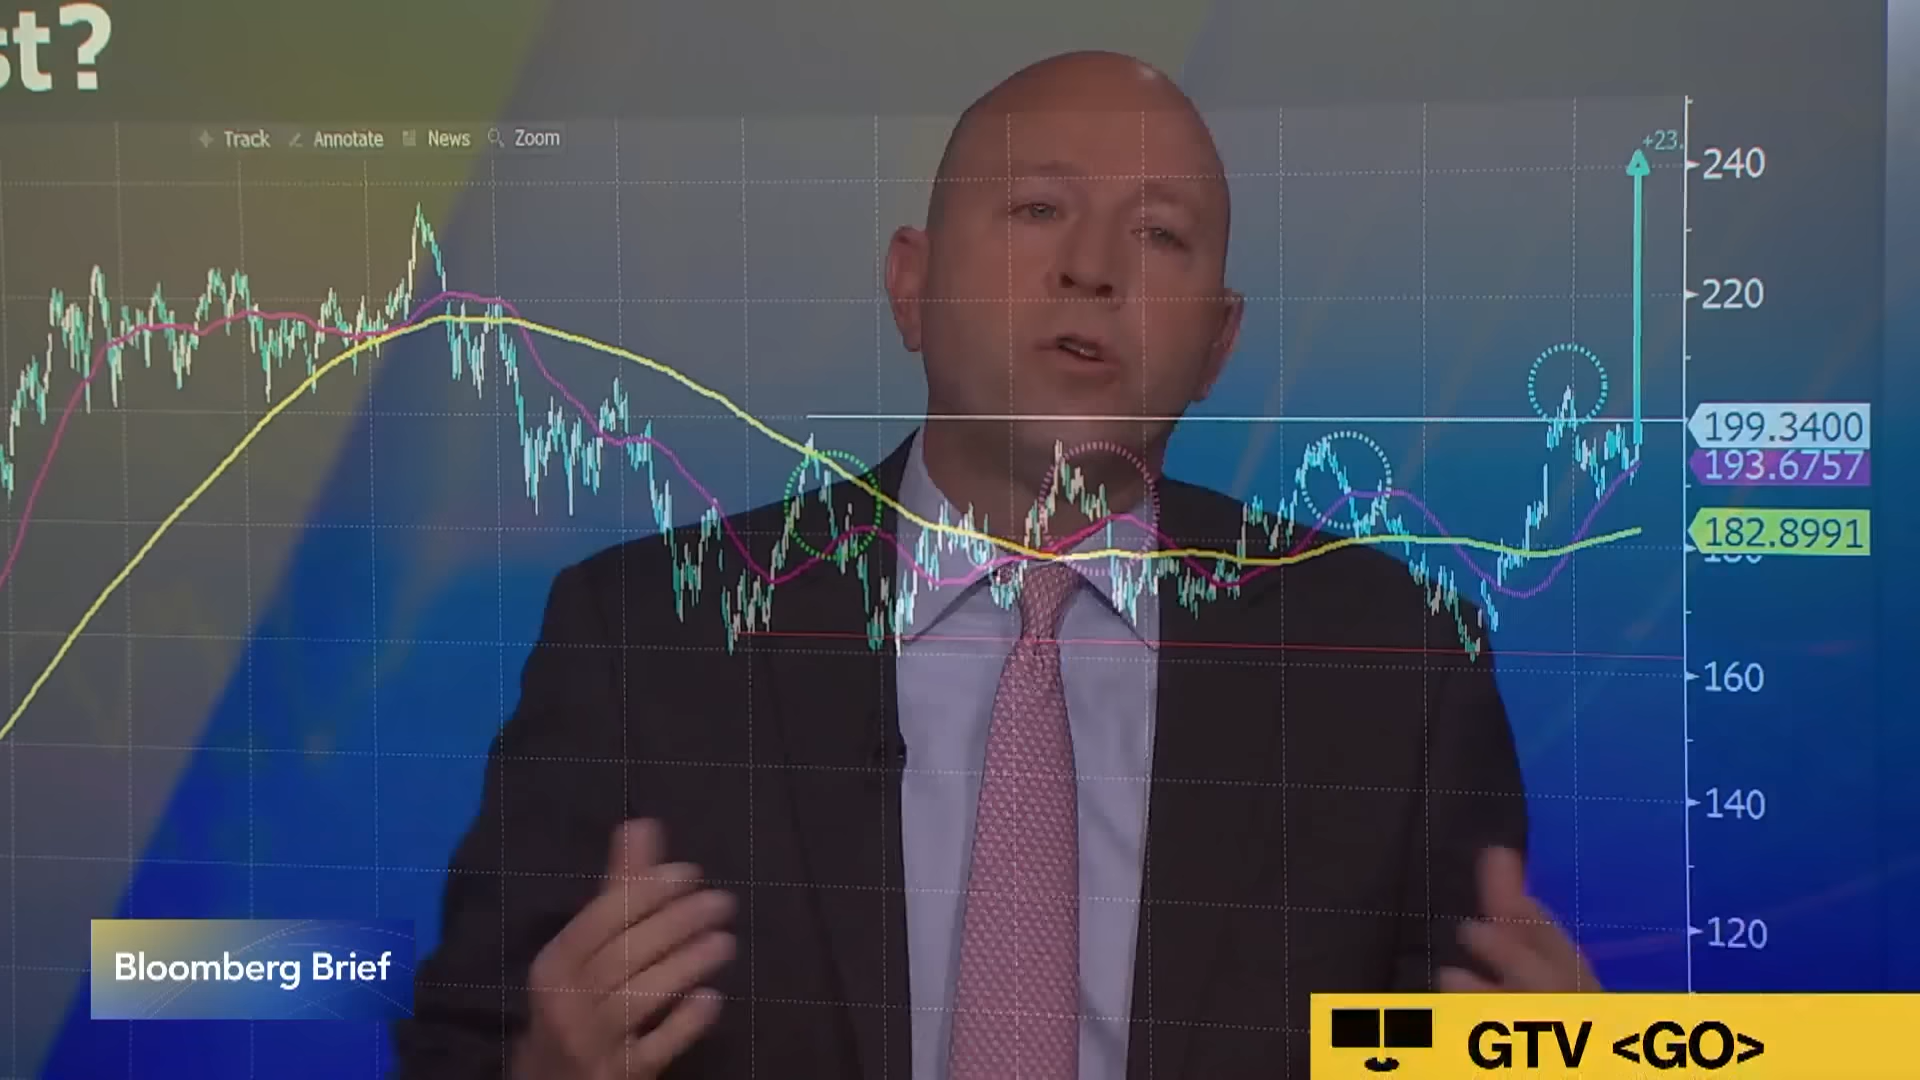 st?
Track Annotate News Zoom
+23.
240
220
199.3400
193.6757
182.8991
180
160
140
120
Bloomberg Brief
GTV <GO>